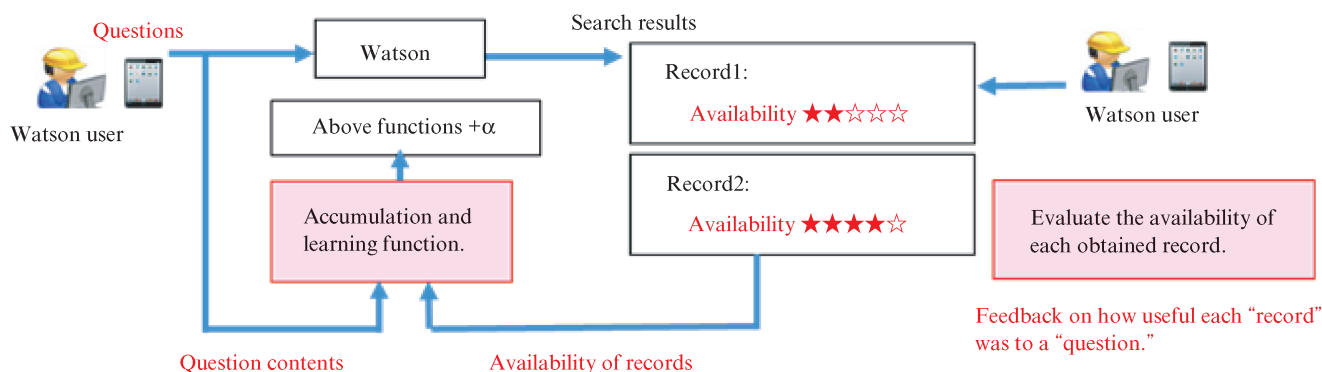 Questions
Watson user
Watson
Search results
Record1:
Availability ★★☆☆☆
Watson user
Above functions +α
Record2:
Availability ★★★★☆
Accumulation and
learning function.
Evaluate the availability of
each obtained record.
Feedback on how useful each “record”
was to a “question.”
Question contents
Availability of records